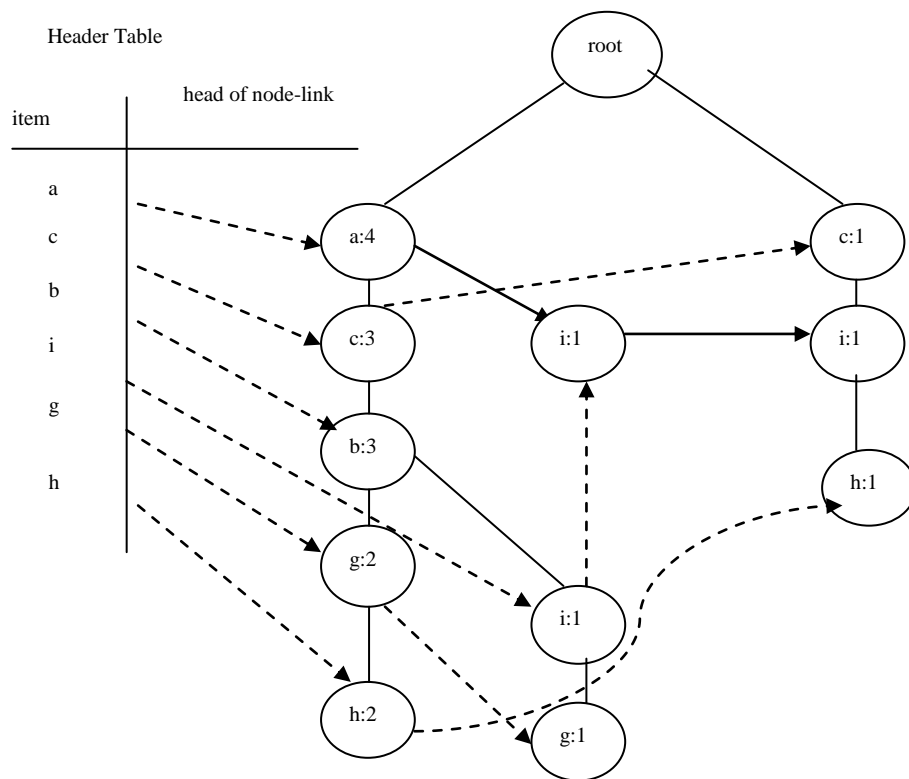 root
Header Table
head of node-link
item
a
c
b
i
g
h
a:4
c:1
c:3
i:1
i:1
b:3
h:1
g:2
i:1
h:2
g:1